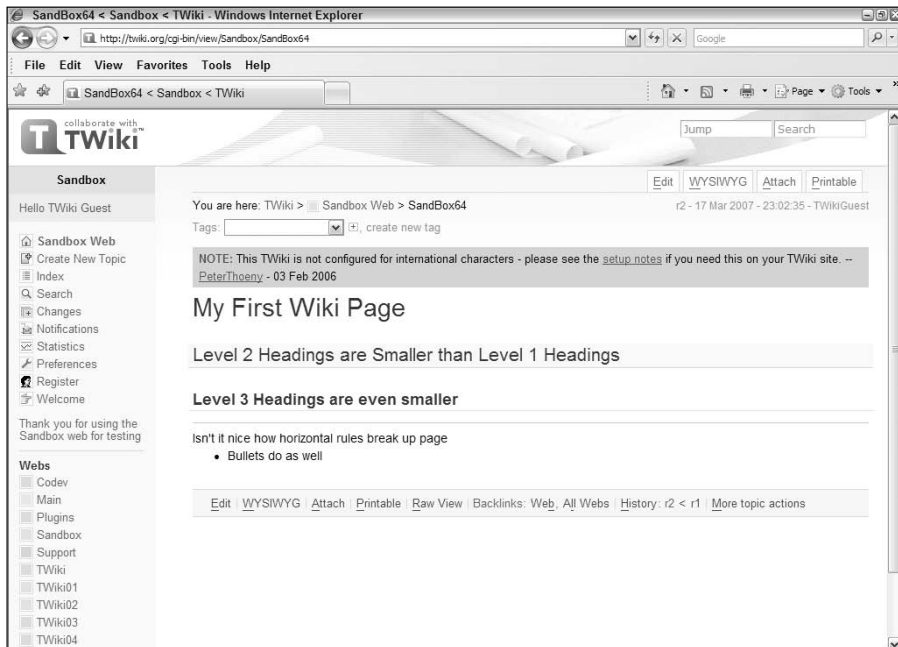 SandBox64 < Sandbox < TWiki - Windows Internet Explorer
http://twiki.org/cgi-bin/view/Sandbox/SandBox64
Google
File Edit View Favorites Tools Help
SandBox64 < Sandbox < TWiki
Page Tools
collaborate with
TWiki™
Jump Search
Sandbox
Edit WYSIWYG Attach Printable
Hello TWiki Guest
You are here: TWiki > Sandbox Web > SandBox64
r2 - 17 Mar 2007 - 23:02:35 - TWikiGuest
Tags: , create new tag
Sandbox Web
Create New Topic
Index
Search
Changes
Notifications
Statistics
Preferences
Register
Welcome
Thank you for using the
Sandbox web for testing
Webs
Codev
Main
Plugins
Sandbox
Support
TWiki
TWiki01
TWiki02
TWiki03
TWiki04
NOTE: This TWiki is not configured for international characters - please see the setup notes if you need this on your TWiki site. --
PeterThoeny - 03 Feb 2006
My First Wiki Page
Level 2 Headings are Smaller than Level 1 Headings
Level 3 Headings are even smaller
Isn't it nice how horizontal rules break up page
• Bullets do as well
Edit | WYSIWYG | Attach | Printable | Raw View | Backlinks: Web, All Webs | History: r2 < r1 | More topic actions